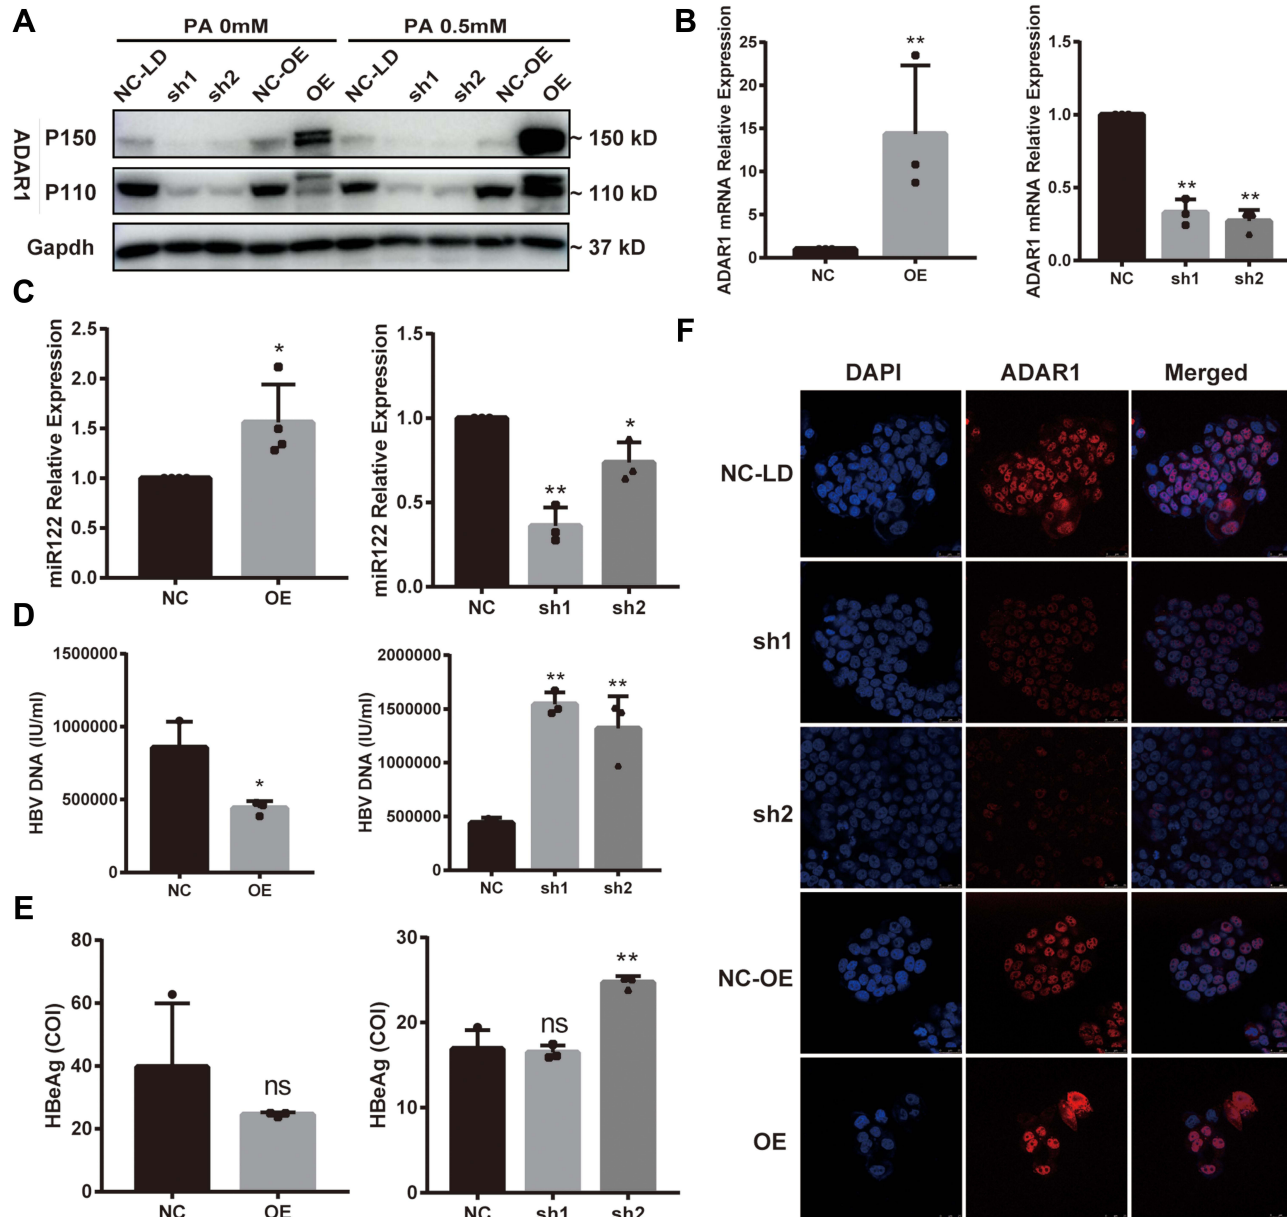 A
PA 0mM
PA 0.5mM
NC-LD
sh1
sh2
NC-OE
OE
NC-LD
sh1
sh2
NC-OE
OE
ADAR1
P150
~ 150 kD
P110
~ 110 kD
Gapdh
~ 37 kD
B
ADAR1 mRNA Relative Expression
25
20
15
10
5
0
**
NC
OE
ADAR1 mRNA Relative Expression
1.5
1.0
0.5
0.0
**
**
NC
sh1
sh2
C
miR122 Relative Expression
2.5
2.0
1.5
1.0
0.5
0.0
*
NC
OE
miR122 Relative Expression
1.5
1.0
0.5
0.0
**
*
NC
sh1
sh2
D
HBV DNA (IU/ml)
1500000
1000000
500000
0
*
NC
OE
HBV DNA (IU/ml)
2000000
1500000
1000000
500000
0
**
**
NC
sh1
sh2
E
HBeAg (COI)
80
60
40
20
0
ns
NC
OE
HBeAg (COI)
30
20
10
0
ns
**
NC
sh1
sh2
F
DAPI
ADAR1
Merged
NC-LD
sh1
sh2
NC-OE
OE